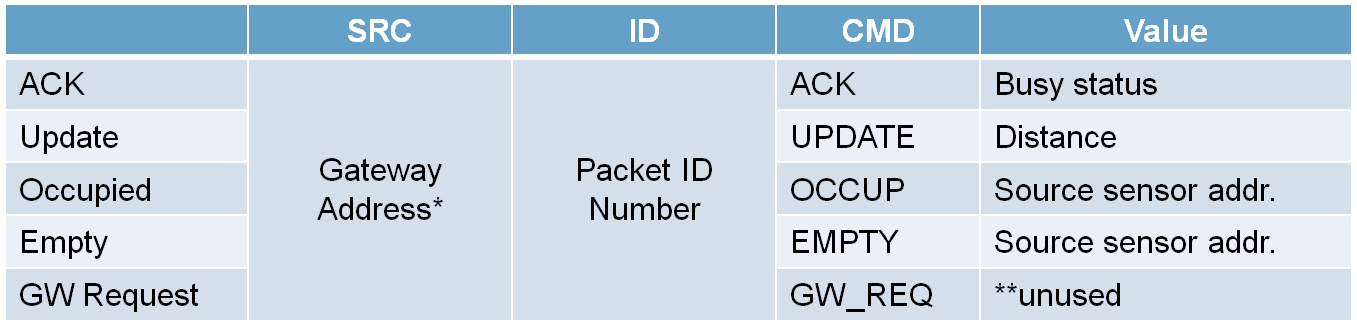 SRC ID CMD Value
ACK ACK Busy status
Update UPDATE Distance
Gateway Address* Packet ID Number
Occupied OCCUP Source sensor addr.
Empty EMPTY Source sensor addr.
GW Request GW_REQ **unused